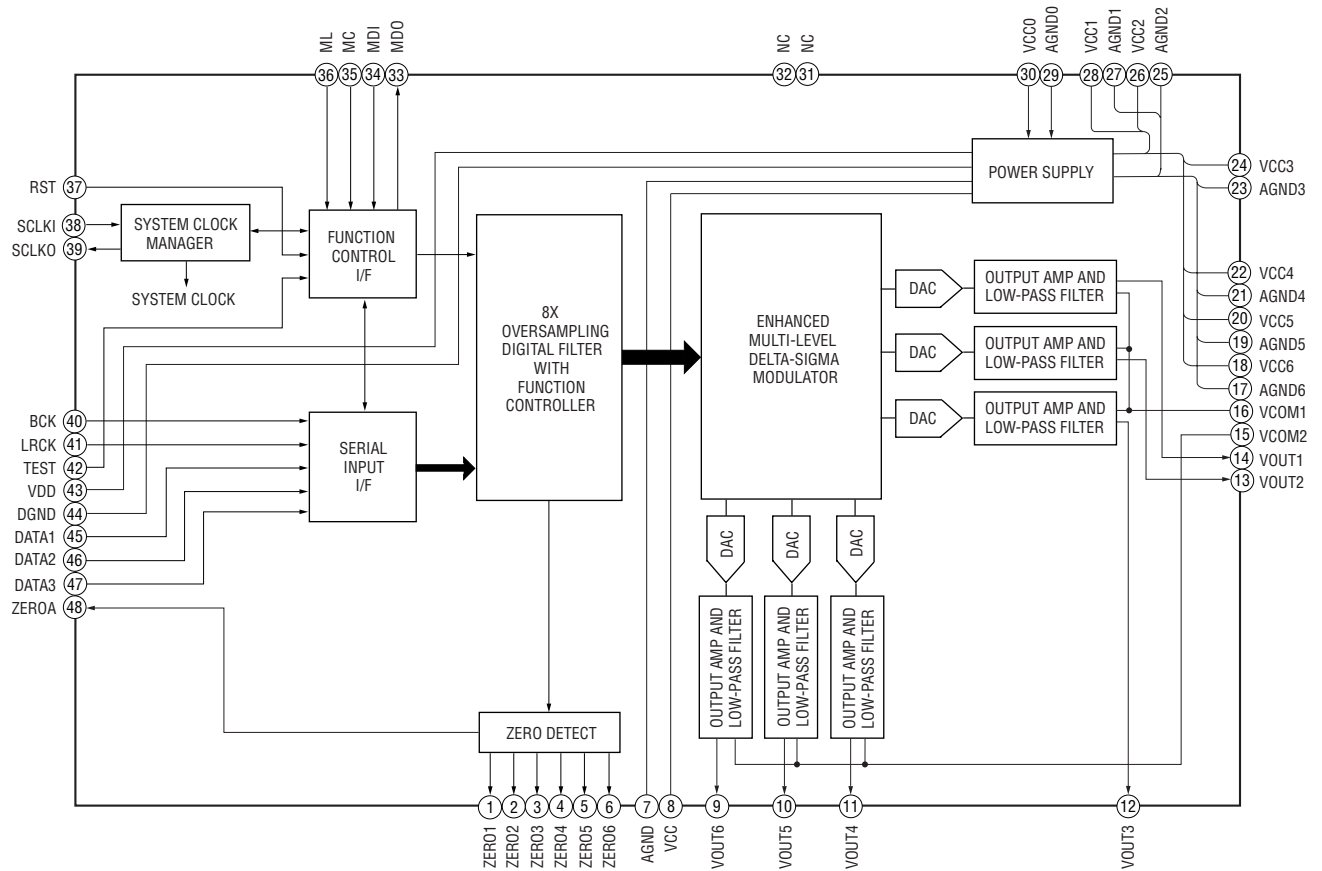 ML
MC
MDI
MDO
NC
NC
VCC0
AGND0
VCC1
AGND1
VCC2
AGND2
36
35
34
33
32
31
30
29
28
27
26
25
RST
37
SCLKI
38
SCLKO
39
SYSTEM CLOCK
MANAGER
SYSTEM CLOCK
FUNCTION
CONTROL
I/F
POWER SUPPLY
24
VCC3
23
AGND3
22
VCC4
21
AGND4
20
VCC5
19
AGND5
18
VCC6
17
AGND6
16
VCOM1
15
VCOM2
14
VOUT1
13
VOUT2
8X
OVERSAMPLING
DIGITAL FILTER
WITH
FUNCTION
CONTROLLER
ENHANCED
MULTI-LEVEL
DELTA-SIGMA
MODULATOR
DAC
OUTPUT AMP AND
LOW-PASS FILTER
DAC
OUTPUT AMP AND
LOW-PASS FILTER
DAC
OUTPUT AMP AND
LOW-PASS FILTER
BCK
40
LRCK
41
TEST
42
VDD
43
DGND
44
DATA1
45
DATA2
46
DATA3
47
ZEROA
48
SERIAL
INPUT
I/F
DAC
DAC
DAC
OUTPUT AMP AND
LOW-PASS FILTER
OUTPUT AMP AND
LOW-PASS FILTER
OUTPUT AMP AND
LOW-PASS FILTER
ZERO DETECT
1
2
3
4
5
6
7
8
9
10
11
12
ZERO1
ZERO2
ZERO3
ZERO4
ZERO5
ZERO6
AGND
VCC
VOUT6
VOUT5
VOUT4
VOUT3